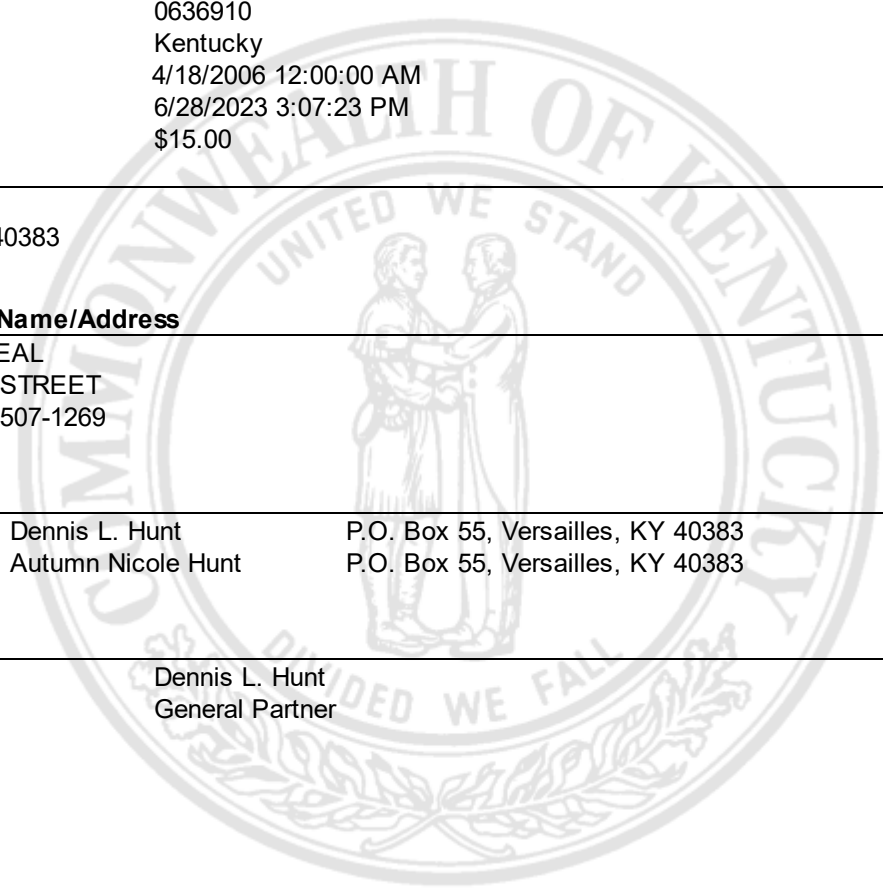 0636910
Kentucky
4/18/2006 12:00:00 AM
6/28/2023 3:07:23 PM
$15.00
40383
Name/Address
EAL
STREET
507-1269
Dennis L. Hunt P.O. Box 55, Versailles, KY 40383
Autumn Nicole Hunt P.O. Box 55, Versailles, KY 40383
Dennis L. Hunt
General Partner
COMMONWEALTH OF KENTUCKY
UNITED WE STAND
DIVIDED WE FALL